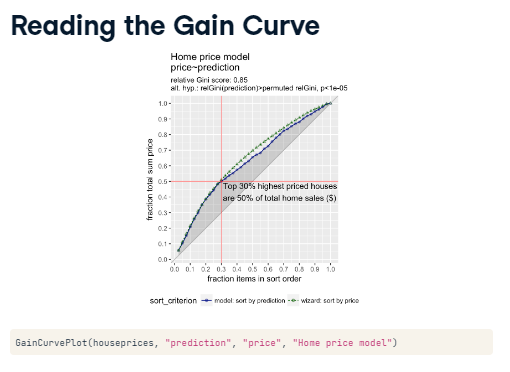 Reading the Gain Curve
Home price model
price~prediction
relative Gini score: 0.85
alt. hyp.: relGini(prediction)>permuted relGini, p<1e-05
fraction total sum price
1.0
0.9
0.8
0.7
0.6
0.5
0.4
0.3
0.2
0.1
0.0
Top 30% highest priced houses
are 50% of total home sales ($)
0.0 0.1 0.2 0.3 0.4 0.5 0.6 0.7 0.8 0.9 1.0
fraction items in sort order
sort_criterion model: sort by prediction wizard: sort by price
GainCurvePlot(houseprices, "prediction", "price", "Home price model")